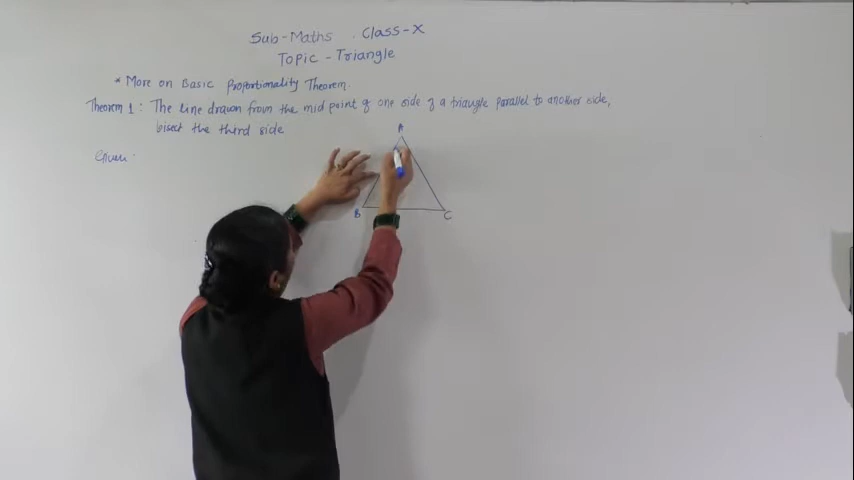 Sub-Maths . Class-X
Topic - Triangle
* More on Basic Proportionality Theorem.
Theorem 1 : The line drawn from the mid point of one side of a triangle parallel to another side,
bisect the third side
Given:
A
B
C